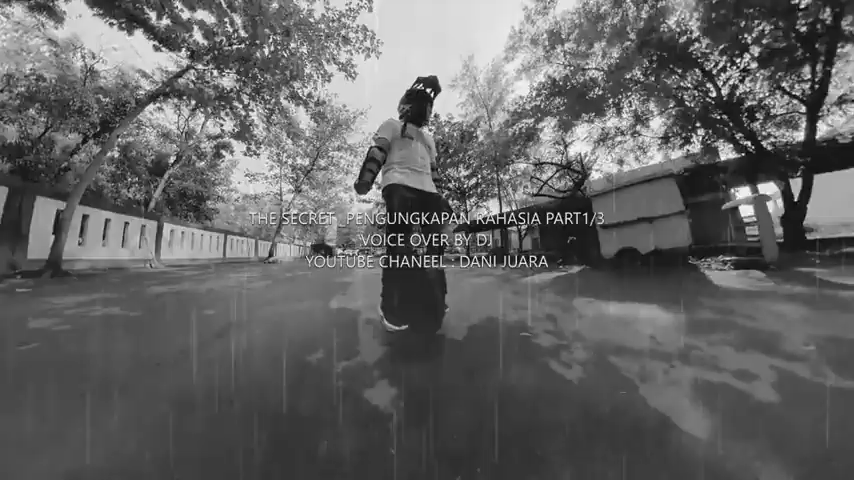 THE SECRET : PENGUNGKAPAN RAHASIA PART1/3
VOICE OVER BY DJ
YOUTUBE CHANEEL : DANI JUARA